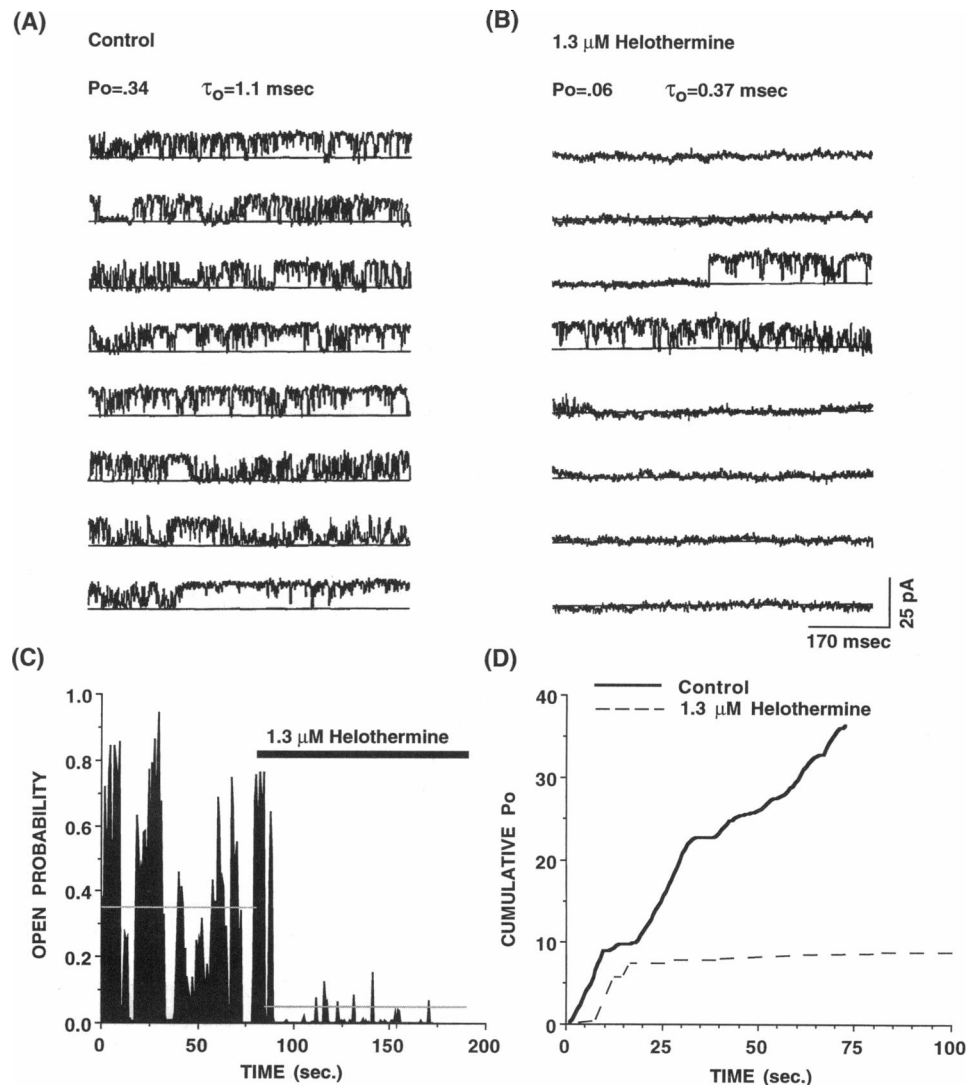 (A)
Control
Po=.34 τo=1.1 msec
(B)
1.3 μM Helothermine
Po=.06 τo=0.37 msec
25 pA
170 msec
(C)
1.0
0.8
0.6
0.4
0.2
0.0
OPEN PROBABILITY
1.3 μM Helothermine
0 50 100 150 200
TIME (sec.)
(D)
40
30
20
10
0
CUMULATIVE Po
Control
1.3 μM Helothermine
0 25 50 75 100
TIME (sec.)